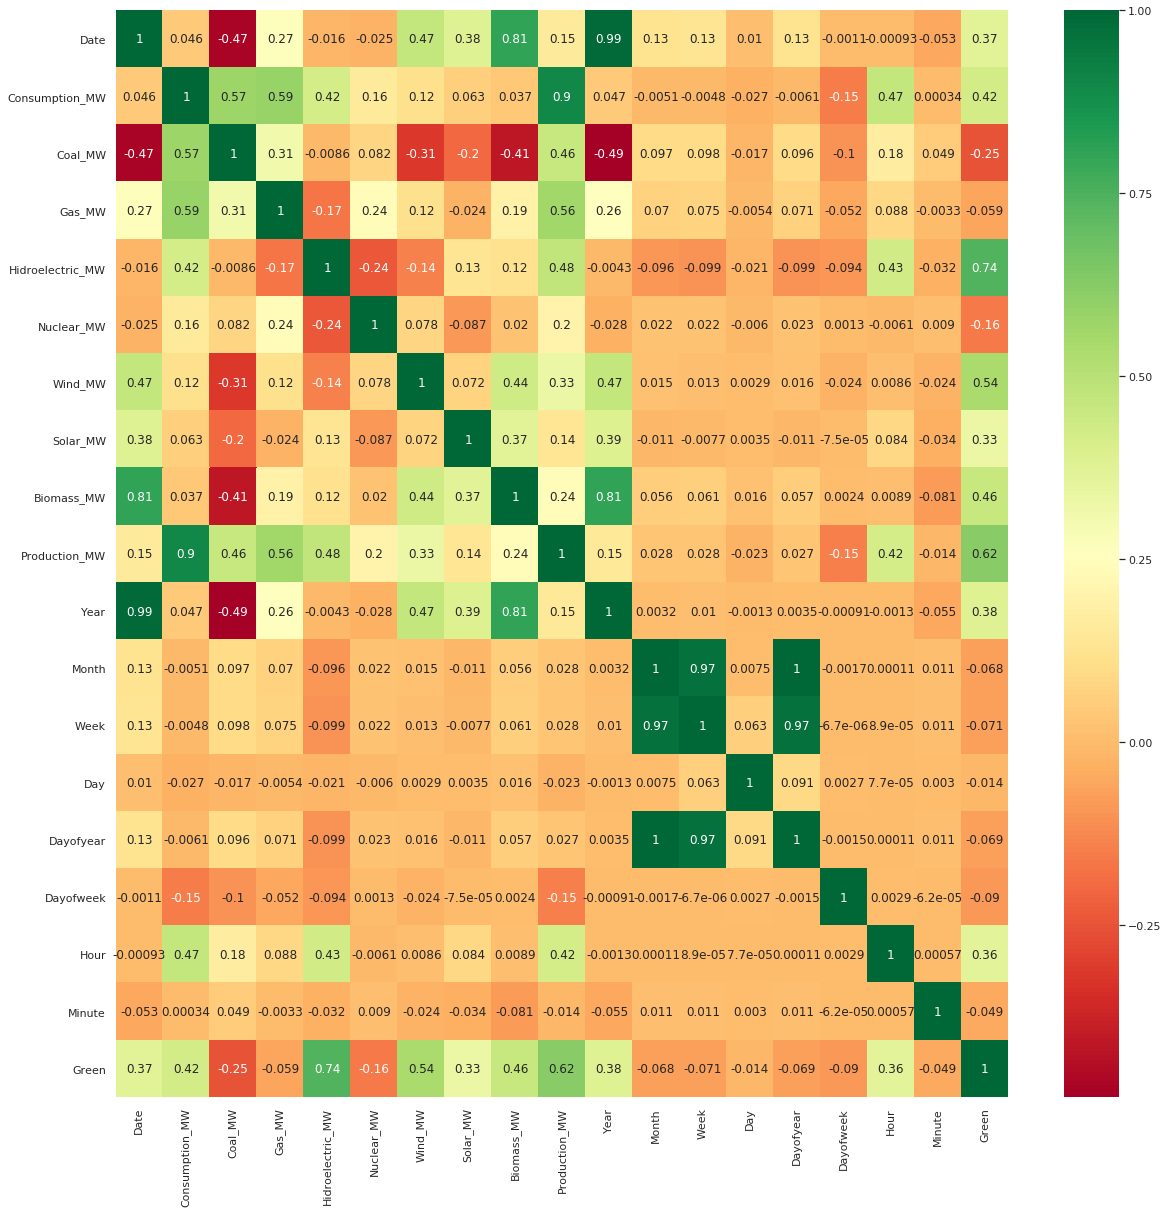 Date 1 0.046 -0.47 0.27 -0.016 -0.025 0.47 0.38 0.81 0.15 0.99 0.13 0.13 0.01 0.13 -0.0011 -0.00093 -0.053 0.37
Consumption_MW 0.046 1 0.57 0.59 0.42 0.16 0.12 0.063 0.037 0.9 0.047 -0.0051 -0.0048 -0.027 -0.0061 -0.15 0.47 0.00034 0.42
Coal_MW -0.47 0.57 1 0.31 -0.0086 0.082 -0.31 -0.2 -0.41 0.46 -0.49 0.097 0.098 -0.017 0.096 -0.1 0.18 0.049 -0.25
Gas_MW 0.27 0.59 0.31 1 -0.17 0.24 0.12 -0.024 0.19 0.56 0.26 0.07 0.075 -0.0054 0.071 -0.052 0.088 -0.0033 -0.059
Hidroelectric_MW -0.016 0.42 -0.0086 -0.17 1 -0.24 -0.14 0.13 0.12 0.48 -0.0043 -0.096 -0.099 -0.021 -0.099 -0.094 0.43 -0.032 0.74
Nuclear_MW -0.025 0.16 0.082 0.24 -0.24 1 0.078 -0.087 0.02 0.2 -0.028 0.022 0.022 -0.006 0.023 0.0013 -0.0061 0.009 -0.16
Wind_MW 0.47 0.12 -0.31 0.12 -0.14 0.078 1 0.072 0.44 0.33 0.47 0.015 0.013 0.0029 0.016 -0.024 0.0086 -0.024 0.54
Solar_MW 0.38 0.063 -0.2 -0.024 0.13 -0.087 0.072 1 0.37 0.14 0.39 -0.011 -0.0077 0.0035 -0.011 -7.5e-05 0.084 -0.034 0.33
Biomass_MW 0.81 0.037 -0.41 0.19 0.12 0.02 0.44 0.37 1 0.24 0.81 0.056 0.061 0.016 0.057 0.0024 0.0089 -0.081 0.46
Production_MW 0.15 0.9 0.46 0.56 0.48 0.2 0.33 0.14 0.24 1 0.15 0.028 0.028 -0.023 0.027 -0.15 0.42 -0.014 0.62
Year 0.99 0.047 -0.49 0.26 -0.0043 -0.028 0.47 0.39 0.81 0.15 1 0.0032 0.01 -0.0013 0.0035 -0.00091 -0.0013 -0.055 0.38
Month 0.13 -0.0051 0.097 0.07 -0.096 0.022 0.015 -0.011 0.056 0.028 0.0032 1 0.97 0.0075 1 -0.0017 0.00011 0.011 -0.068
Week 0.13 -0.0048 0.098 0.075 -0.099 0.022 0.013 -0.0077 0.061 0.028 0.01 0.97 1 0.063 0.97 -6.7e-06 8.9e-05 0.011 -0.071
Day 0.01 -0.027 -0.017 -0.0054 -0.021 -0.006 0.0029 0.0035 0.016 -0.023 -0.0013 0.0075 0.063 1 0.091 0.0027 7.7e-05 0.003 -0.014
Dayofyear 0.13 -0.0061 0.096 0.071 -0.099 0.023 0.016 -0.011 0.057 0.027 0.0035 1 0.97 0.091 1 -0.0015 0.00011 0.011 -0.069
Dayofweek -0.0011 -0.15 -0.1 -0.052 -0.094 0.0013 -0.024 -7.5e-05 0.0024 -0.15 -0.00091 -0.0017 -6.7e-06 0.0027 -0.0015 1 0.0029 -6.2e-05 -0.09
Hour -0.00093 0.47 0.18 0.088 0.43 -0.0061 0.0086 0.084 0.0089 0.42 -0.0013 0.00011 8.9e-05 7.7e-05 0.00011 0.0029 1 0.00057 0.36
Minute -0.053 0.00034 0.049 -0.0033 -0.032 0.009 -0.024 -0.034 -0.081 -0.014 -0.055 0.011 0.011 0.003 0.011 -6.2e-05 0.00057 1 -0.049
Green 0.37 0.42 -0.25 -0.059 0.74 -0.16 0.54 0.33 0.46 0.62 0.38 -0.068 -0.071 -0.014 -0.069 -0.09 0.36 -0.049 1
Date Consumption_MW Coal_MW Gas_MW Hidroelectric_MW Nuclear_MW Wind_MW Solar_MW Biomass_MW Production_MW Year Month Week Day Dayofyear Dayofweek Hour Minute Green
1.00
0.75
0.50
0.25
0.00
−0.25